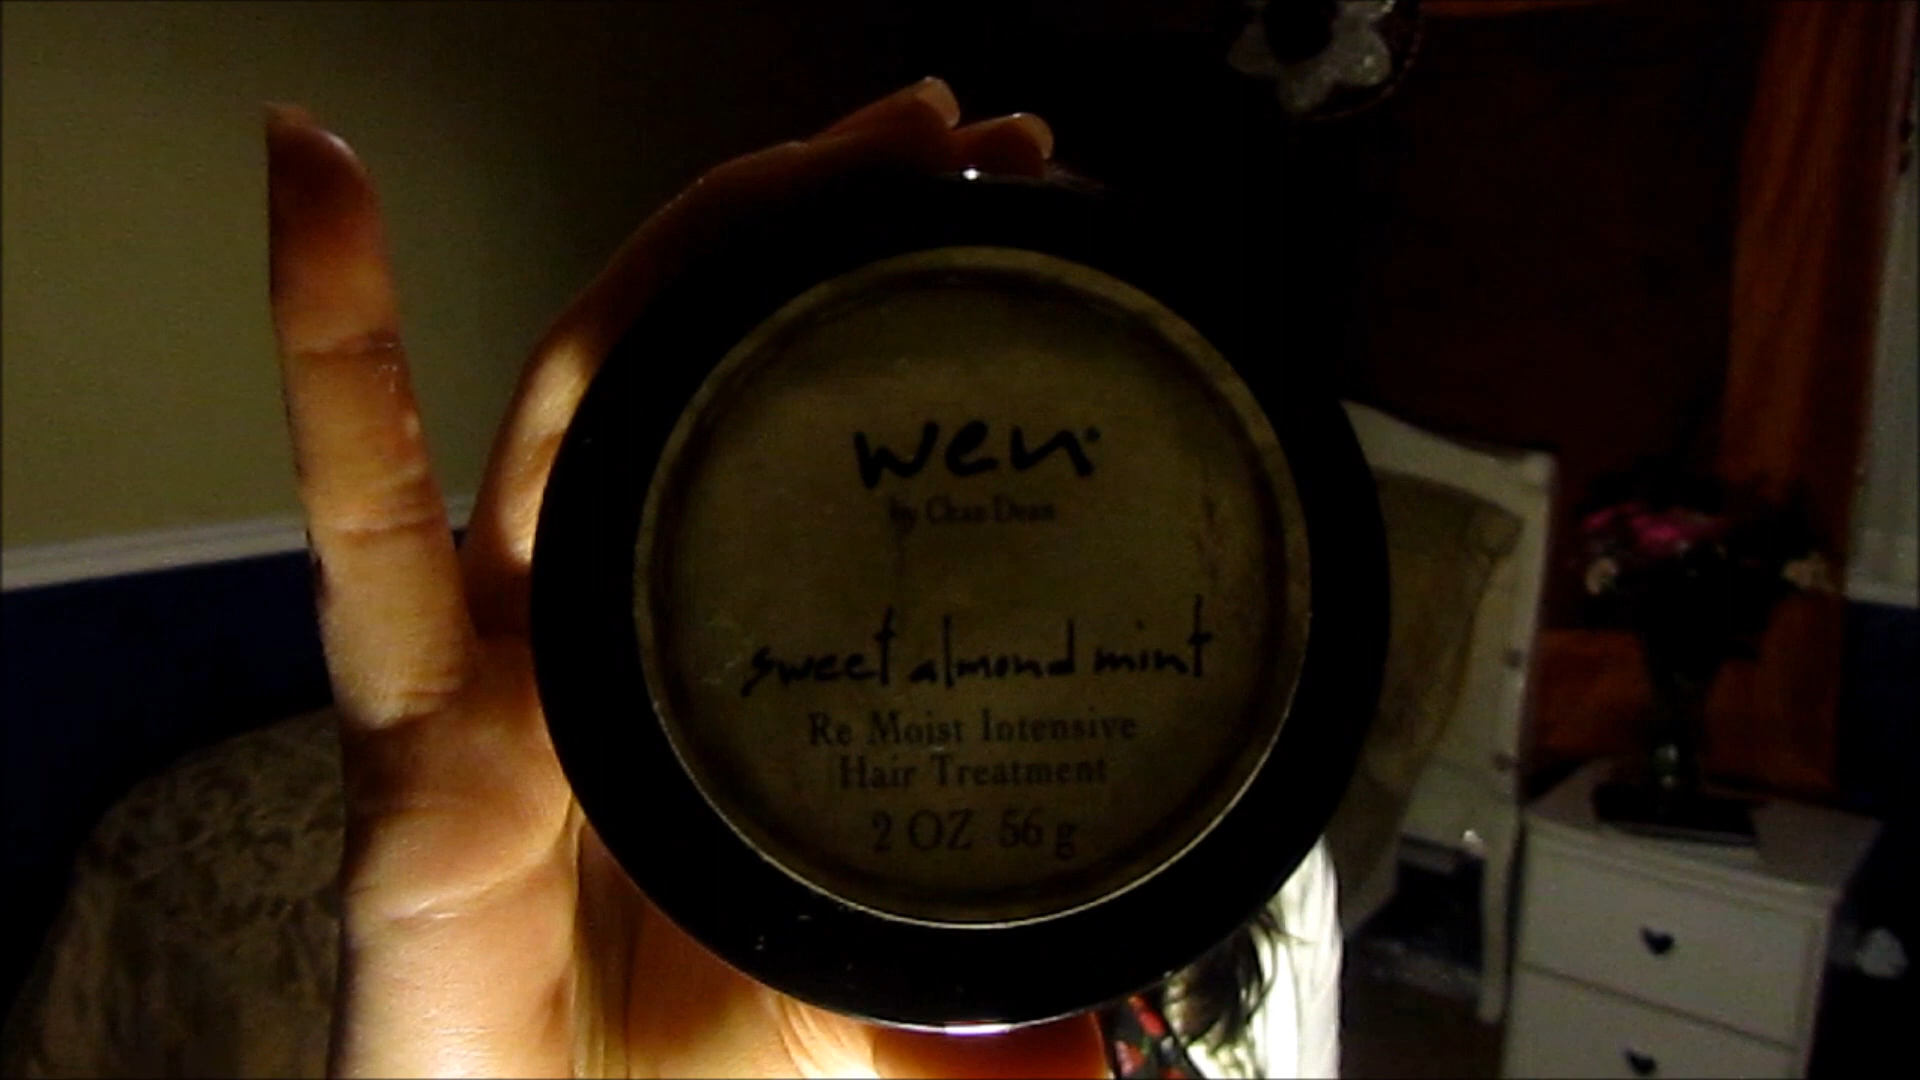 wen®
by Chaz Dean
sweet almond mint
Re Moist Intensive
Hair Treatment
2 OZ 56 g